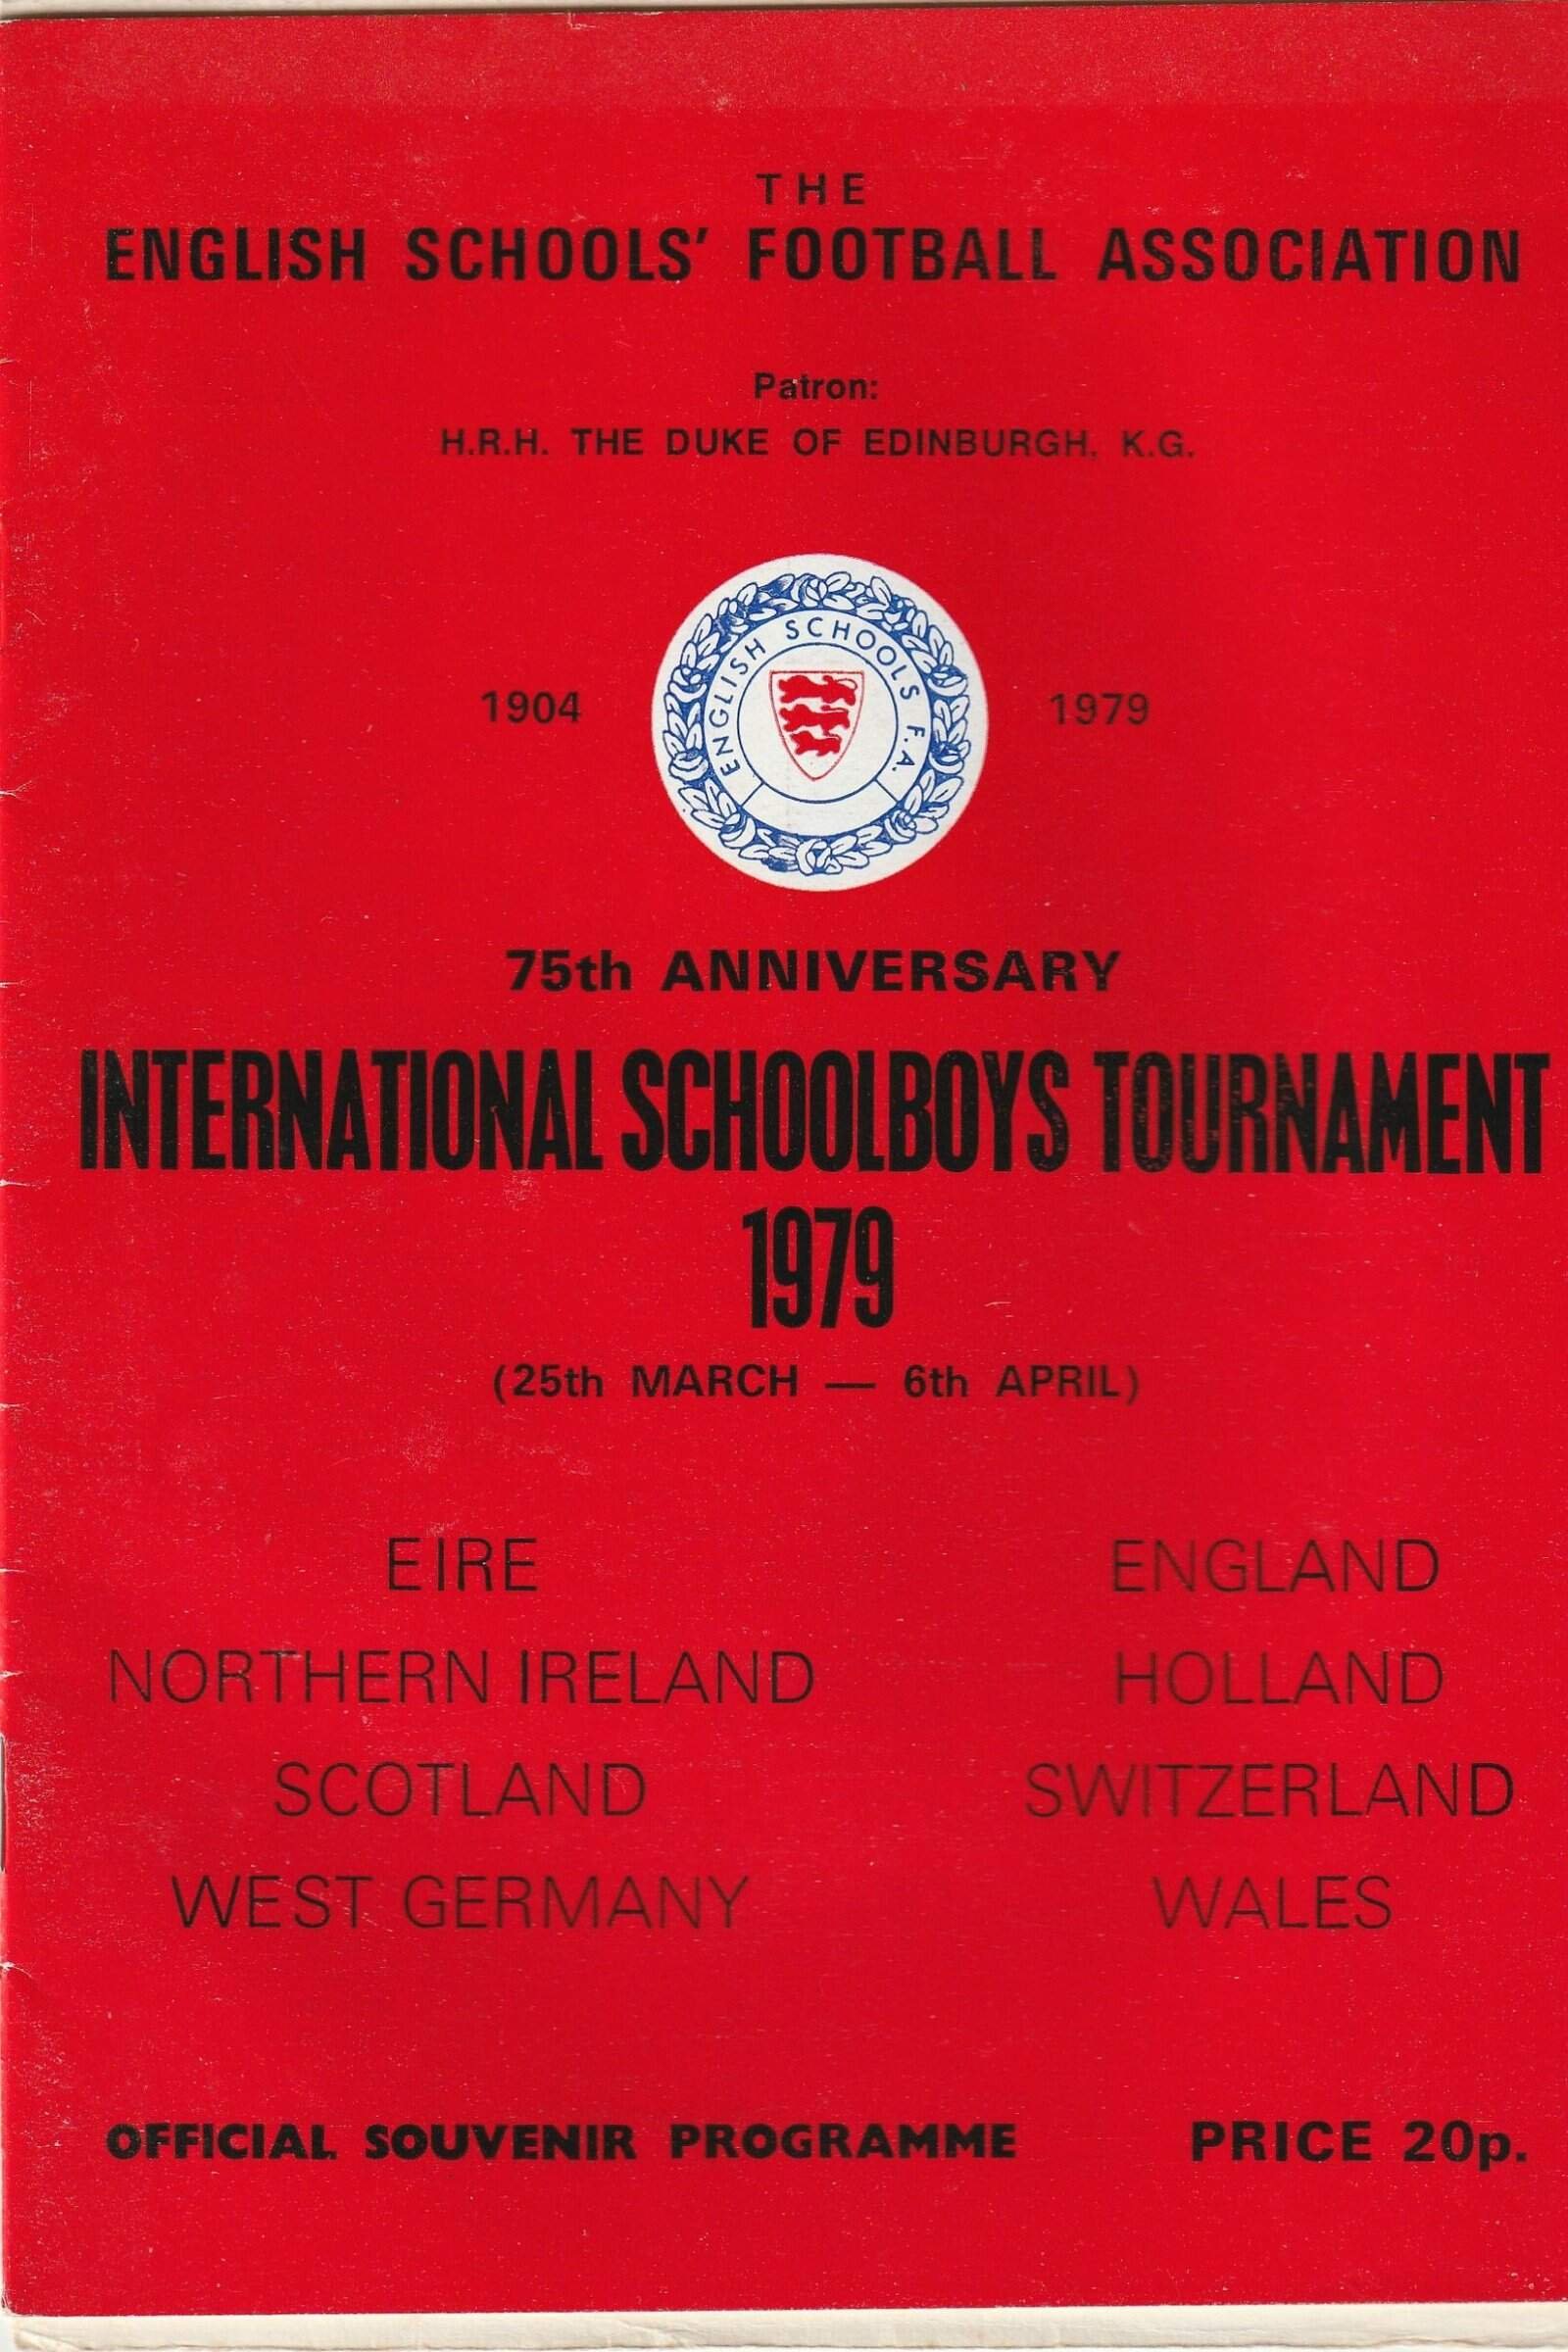 THE
ENGLISH SCHOOLS' FOOTBALL ASSOCIATION
Patron:
H.R.H. THE DUKE OF EDINBURGH. K.G.
ENGLISH SCHOOLS F.A.
1904 1979
75th ANNIVERSARY
INTERNATIONAL SCHOOLBOYS TOURNAMENT
1979
(25th MARCH — 6th APRIL)
EIRE ENGLAND
NORTHERN IRELAND HOLLAND
SCOTLAND SWITZERLAND
WEST GERMANY WALES
OFFICIAL SOUVENIR PROGRAMME PRICE 20p.